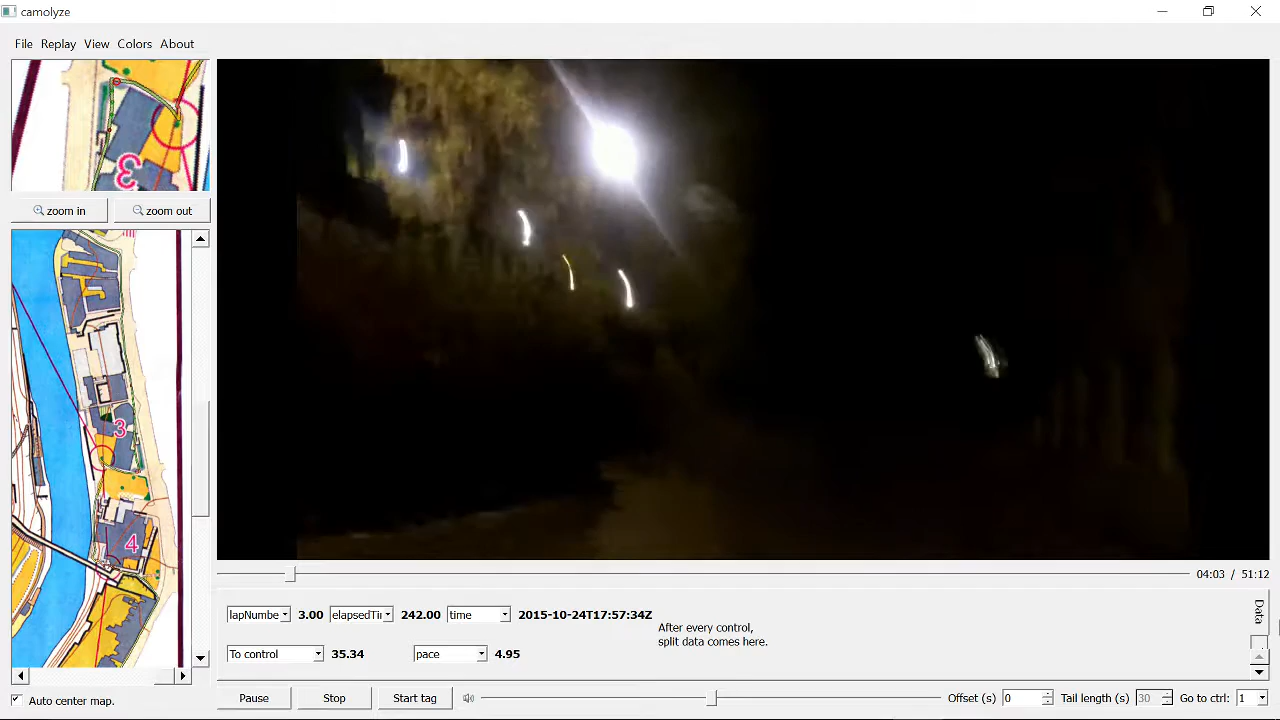 camolyze
File Replay View Colors About
3
zoom in zoom out
3
4
04:03 / 51:12
lapNumbe 3.00 elapsedTi 242.00 time 2015-10-24T17:57:34Z
After every control,
split data comes here.
To control 35.34 pace 4.95
Data
Auto center map.
Pause Stop Start tag Offset (s) 0 Tail length (s) 30 Go to ctrl: 1